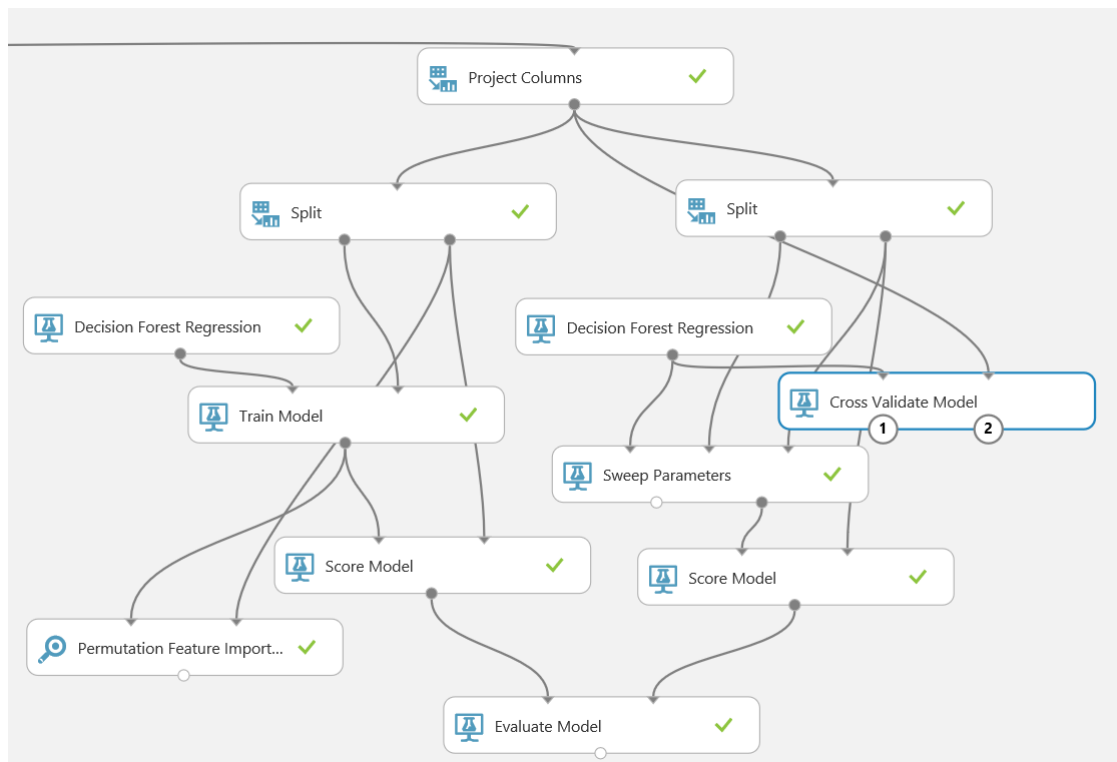 Project Columns
Split
Split
Decision Forest Regression
Decision Forest Regression
Train Model
Cross Validate Model
1
2
Sweep Parameters
Score Model
Score Model
Permutation Feature Import...
Evaluate Model